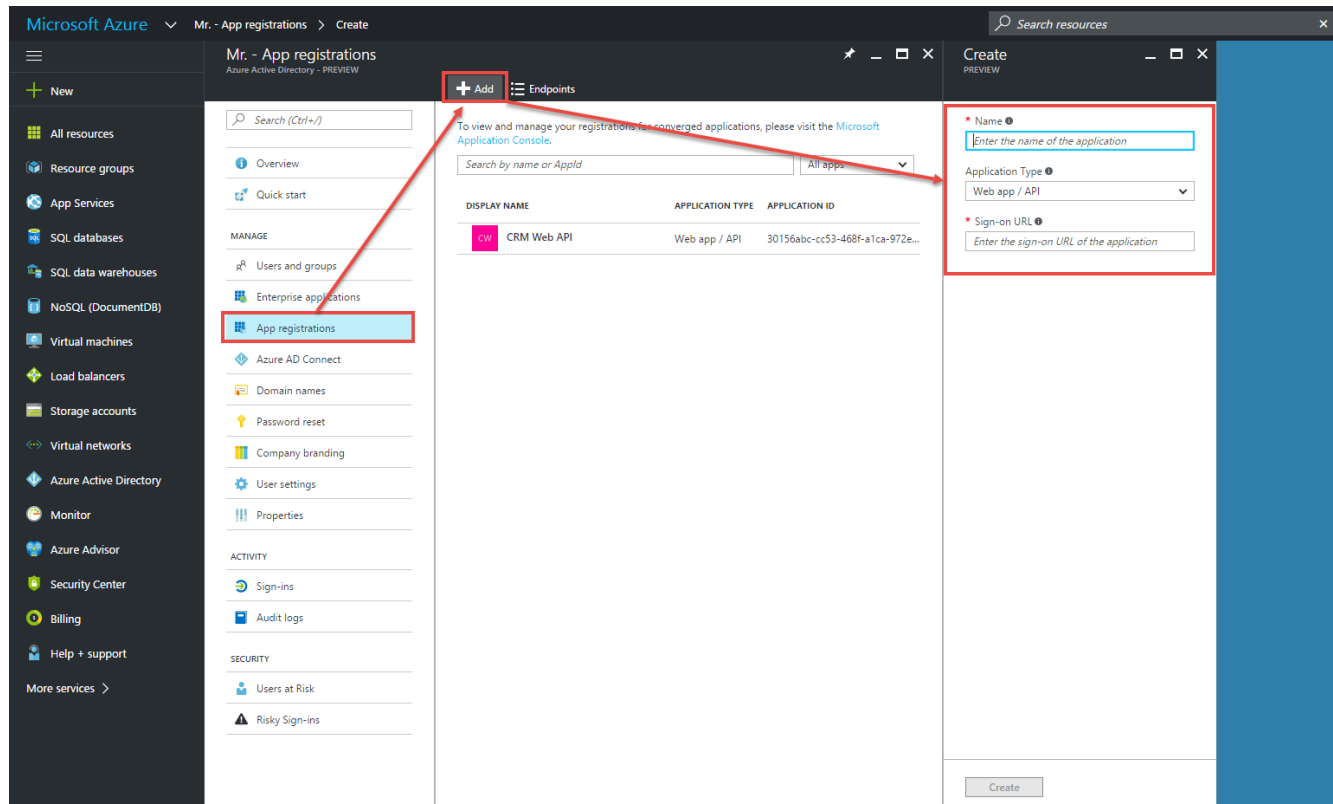 Microsoft Azure Mr. - App registrations > Create Search resources
New
All resources
Resource groups
App Services
SQL databases
SQL data warehouses
NoSQL (DocumentDB)
Virtual machines
Load balancers
Storage accounts
Virtual networks
Azure Active Directory
Monitor
Azure Advisor
Security Center
Billing
Help + support
More services >
Mr. - App registrations
Azure Active Directory - PREVIEW
Search (Ctrl+/)
Overview
Quick start
MANAGE
Users and groups
Enterprise applications
App registrations
Azure AD Connect
Domain names
Password reset
Company branding
User settings
Properties
ACTIVITY
Sign-ins
Audit logs
SECURITY
Users at Risk
Risky Sign-ins
Add Endpoints
To view and manage your registrations for converged applications, please visit the Microsoft
Application Console.
Search by name or AppId All apps
DISPLAY NAME APPLICATION TYPE APPLICATION ID
CW CRM Web API Web app / API 30156abc-cc53-468f-a1ca-972e...
Create
PREVIEW
* Name
Enter the name of the application
Application Type
Web app / API
* Sign-on URL
Enter the sign-on URL of the application
Create